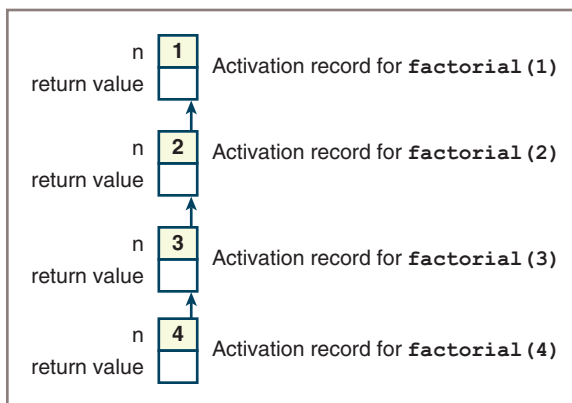 n 1 Activation record for factorial(1)
return value
n 2 Activation record for factorial(2)
return value
n 3 Activation record for factorial(3)
return value
n 4 Activation record for factorial(4)
return value